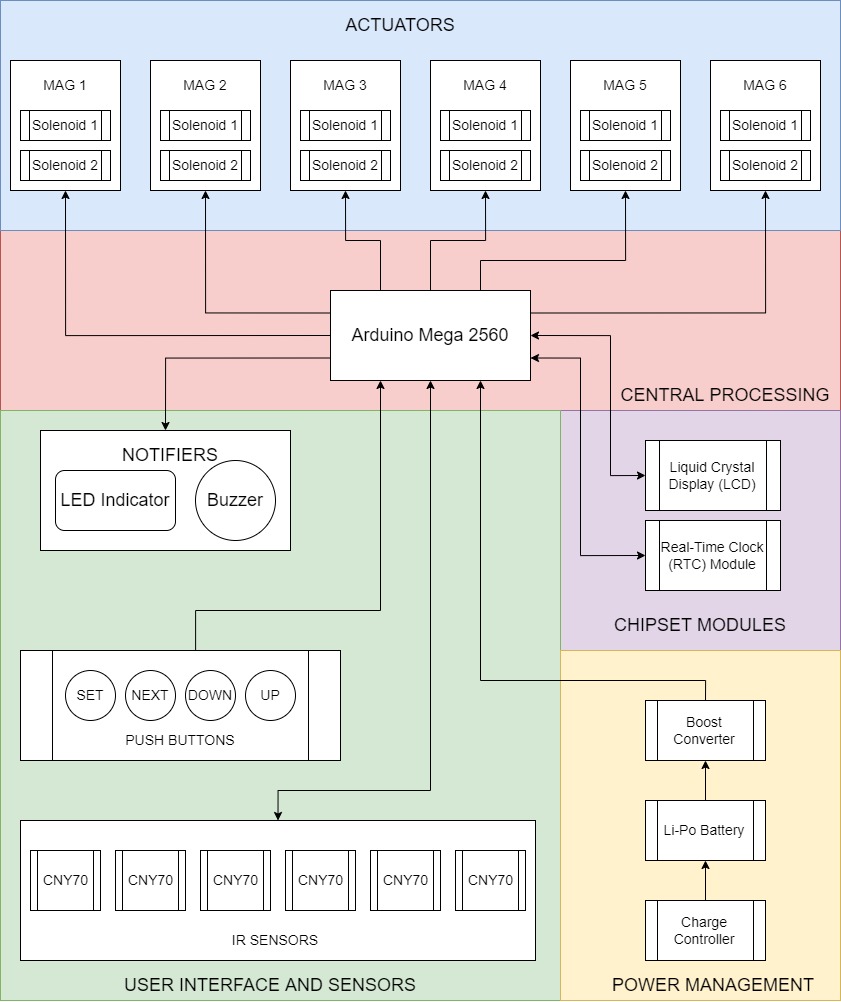 ACTUATORS
MAG 1
Solenoid 1
Solenoid 2
MAG 2
Solenoid 1
Solenoid 2
MAG 3
Solenoid 1
Solenoid 2
MAG 4
Solenoid 1
Solenoid 2
MAG 5
Solenoid 1
Solenoid 2
MAG 6
Solenoid 1
Solenoid 2
Arduino Mega 2560
CENTRAL PROCESSING
NOTIFIERS
LED Indicator
Buzzer
Liquid Crystal
Display (LCD)
Real-Time Clock
(RTC) Module
CHIPSET MODULES
SET
NEXT
DOWN
UP
PUSH BUTTONS
CNY70
CNY70
CNY70
CNY70
CNY70
CNY70
IR SENSORS
USER INTERFACE AND SENSORS
Boost
Converter
Li-Po Battery
Charge
Controller
POWER MANAGEMENT